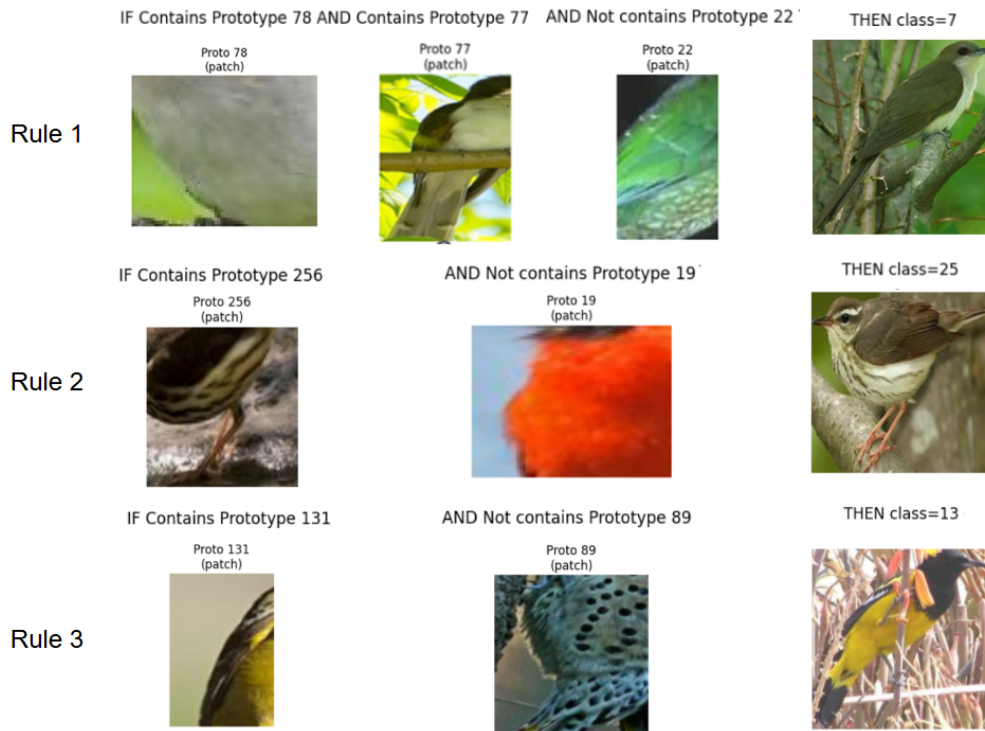 IF Contains Prototype 78 AND Contains Prototype 77 AND Not contains Prototype 22 THEN class=7
Proto 78
(patch)
Proto 77
(patch)
Proto 22
(patch)
Rule 1
IF Contains Prototype 256 AND Not contains Prototype 19 THEN class=25
Proto 256
(patch)
Proto 19
(patch)
Rule 2
IF Contains Prototype 131 AND Not contains Prototype 89 THEN class=13
Proto 131
(patch)
Proto 89
(patch)
Rule 3